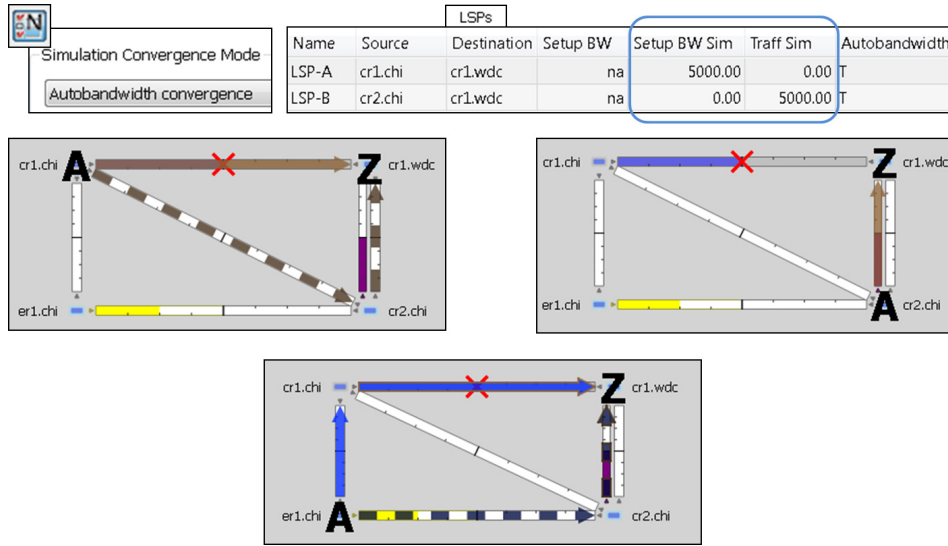 N
Simulation Convergence Mode
Autobandwidth convergence
LSPs
Name Source Destination Setup BW Setup BW Sim Traff Sim Autobandwidth
LSP-A cr1.chi cr1.wdc na 5000.00 0.00 T
LSP-B cr2.chi cr1.wdc na 0.00 5000.00 T
cr1.chi A Z cr1.wdc
er1.chi cr2.chi
cr1.chi Z cr1.wdc
er1.chi A cr2.chi
cr1.chi Z cr1.wdc
er1.chi A cr2.chi